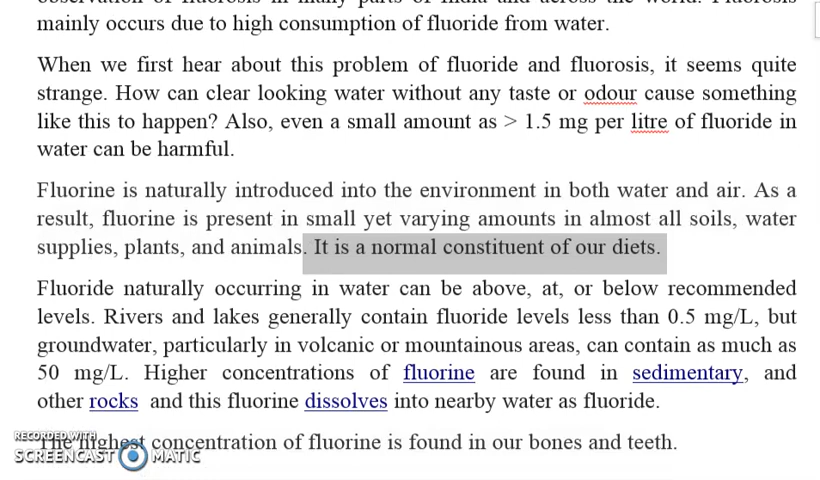 mainly occurs due to high consumption of fluoride from water.
When we first hear about this problem of fluoride and fluorosis, it seems quite
strange. How can clear looking water without any taste or odour cause something
like this to happen? Also, even a small amount as > 1.5 mg per litre of fluoride in
water can be harmful.
Fluorine is naturally introduced into the environment in both water and air. As a
result, fluorine is present in small yet varying amounts in almost all soils, water
supplies, plants, and animals. It is a normal constituent of our diets.
Fluoride naturally occurring in water can be above, at, or below recommended
levels. Rivers and lakes generally contain fluoride levels less than 0.5 mg/L, but
groundwater, particularly in volcanic or mountainous areas, can contain as much as
50 mg/L. Higher concentrations of fluorine are found in sedimentary, and
other rocks and this fluorine dissolves into nearby water as fluoride.
The highest concentration of fluorine is found in our bones and teeth.
RECORDED WITH
SCREENCAST MATIC